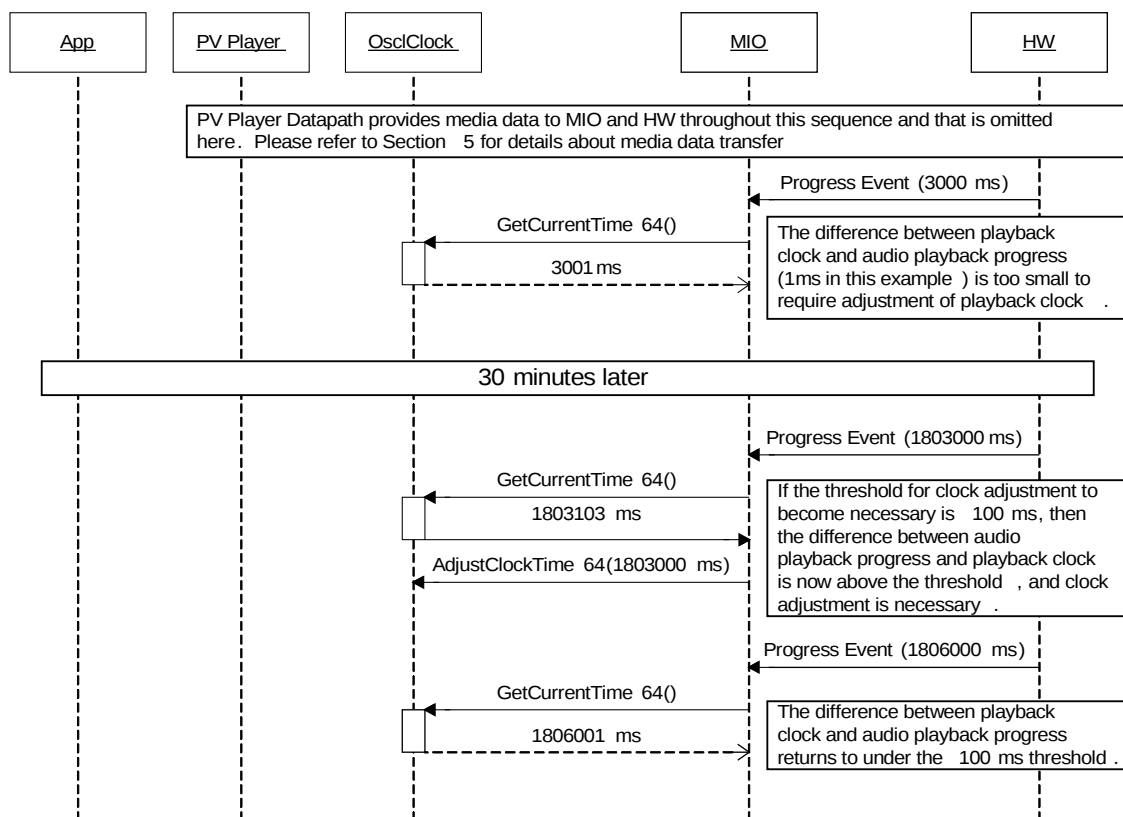 App PV Player OsclClock MIO HW
PV Player Datapath provides media data to MIO and HW throughout this sequence and that is omitted
here. Please refer to Section 5 for details about media data transfer
Progress Event (3000 ms)
GetCurrentTime 64()
3001 ms
The difference between playback
clock and audio playback progress
(1ms in this example ) is too small to
require adjustment of playback clock .
30 minutes later
Progress Event (1803000 ms)
GetCurrentTime 64()
1803103 ms
AdjustClockTime 64(1803000 ms)
If the threshold for clock adjustment to
become necessary is 100 ms, then
the difference between audio
playback progress and playback clock
is now above the threshold , and clock
adjustment is necessary .
Progress Event (1806000 ms)
GetCurrentTime 64()
1806001 ms
The difference between playback
clock and audio playback progress
returns to under the 100 ms threshold .